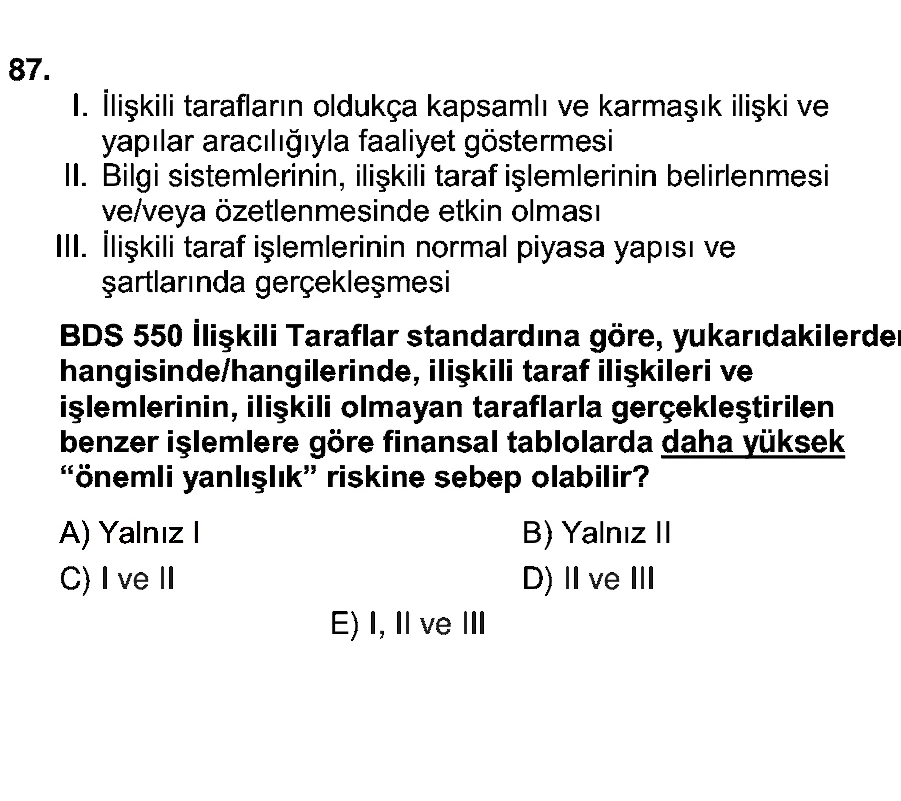 87.
I. İlişkili tarafların oldukça kapsamlı ve karmaşık ilişki ve
yapılar aracılığıyla faaliyet göstermesi
II. Bilgi sistemlerinin, ilişkili taraf işlemlerinin belirlenmesi
ve/veya özetlenmesinde etkin olması
III. İlişkili taraf işlemlerinin normal piyasa yapısı ve
şartlarında gerçekleşmesi
BDS 550 İlişkili Taraflar standardına göre, yukarıdakilerden
hangisinde/hangilerinde, ilişkili taraf ilişkileri ve
işlemlerinin, ilişkili olmayan taraflarla gerçekleştirilen
benzer işlemlere göre finansal tablolarda daha yüksek
“önemli yanlışlık” riskine sebep olabilir?
A) Yalnız I B) Yalnız II
C) I ve II D) II ve III
E) I, II ve III